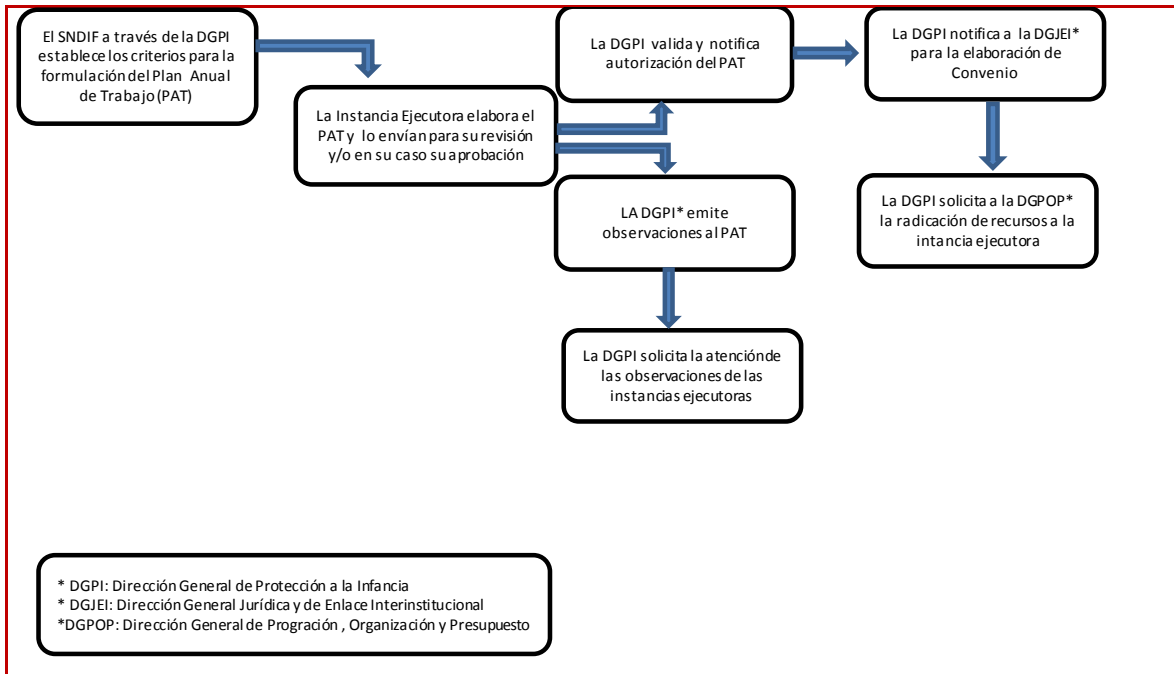 El SNDIF a través de la DGPI
establece los criterios para la
formulación del Plan Anual
de Trabajo (PAT)
La Instancia Ejecutora elabora el
PAT y lo envían para su revisión
y/o en su caso su aprobación
La DGPI valida y notifica
autorización del PAT
La DGPI notifica a la DGJEI*
para la elaboración de
Convenio
LA DGPI* emite
observaciones al PAT
La DGPI solicita a la DGPOP*
la radicación de recursos a la
intancia ejecutora
La DGPI solicita la atenciónde
las observaciones de las
instancias ejecutoras
* DGPI: Dirección General de Protección a la Infancia
* DGJEI: Dirección General Jurídica y de Enlace Interinstitucional
*DGPOP: Dirección General de Progración , Organización y Presupuesto